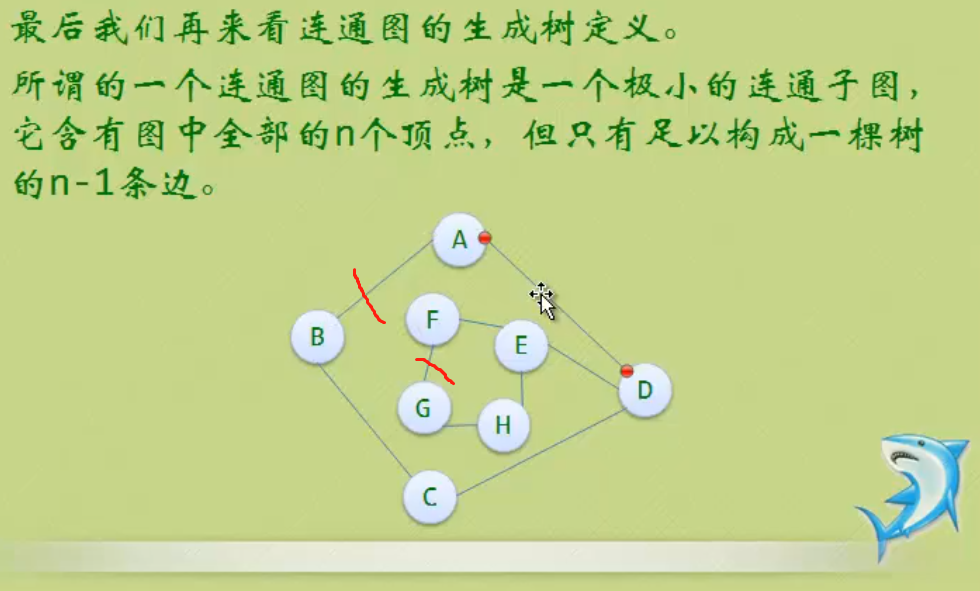 最后我们再来看连通图的生成树定义。
所谓的一个连通图的生成树是一个极小的连通子图，
它含有图中全部的n个顶点，但只有足以构成一棵树
的n-1条边。
A
F
B
E
D
G
H
C